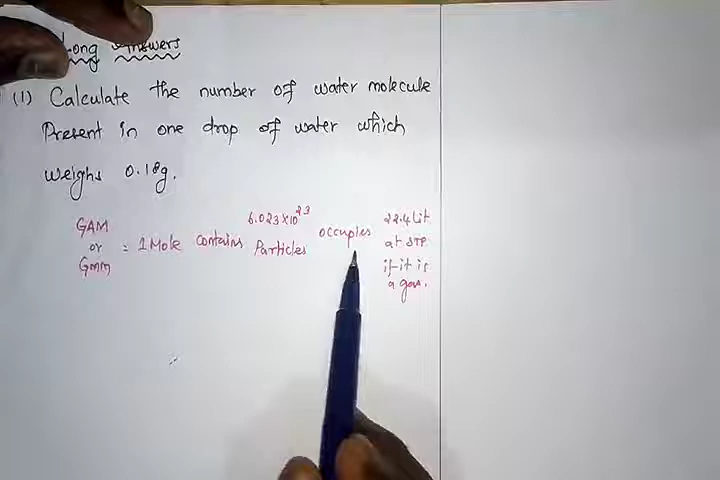 Long Answers
(1) Calculate the number of water molecule
Present in one drop of water which
weighs 0.18g.
GAM
or
GMM
= 1 Mole contains
6.023×10²³
Particles
occupies
22.4 Lit
at STP
if it is
a gas.